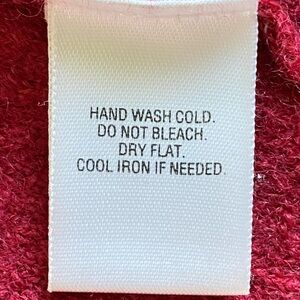 HAND WASH COLD.
DO NOT BLEACH.
DRY FLAT.
COOL IRON IF NEEDED.